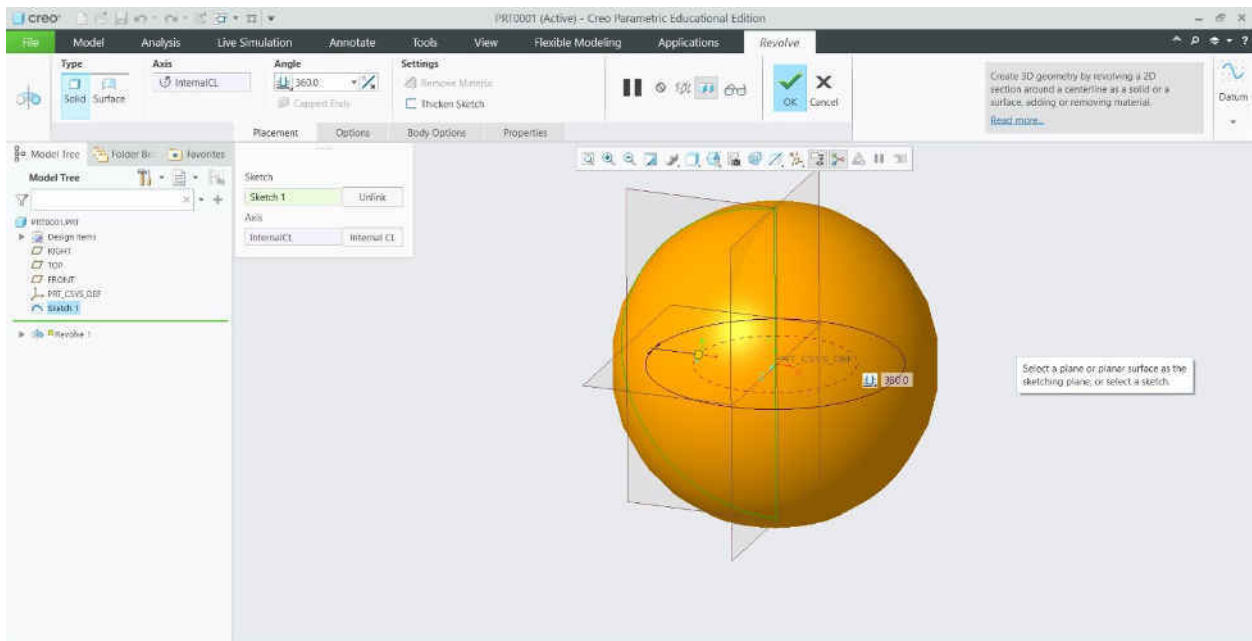 creo
PRT0001 (Active) - Creo Parametric Educational Edition
File Model Analysis Live Simulation Annotate Tools View Flexible Modeling Applications Revolve
Type Axis Angle Settings
Solid Surface InternalCL 360.0 Remove Material
Capped Ends Thicken Sketch
OK Cancel
Create 3D geometry by revolving a 2D
section around a centerline as a solid or a
surface, adding or removing material.
Read more...
Datum
Placement Options Body Options Properties
Model Tree Folder Favorites
Model Tree
PRT0001.PRT
Design Items
RIGHT
TOP
FRONT
PRT_CSYS_DEF
Sketch 1
Revolve 1
Sketch
Sketch 1 Unlink
Axis
InternalCL Internal CL
PRT_CSYS_DEF
360.0
Select a plane or planar surface as the
sketching plane, or select a sketch.